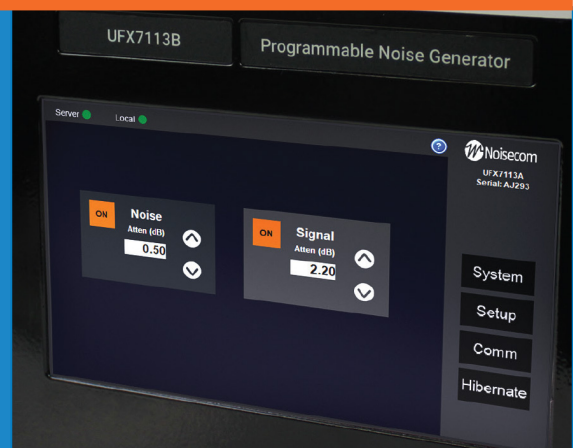 UFX7113B
Programmable Noise Generator
Server
Local
?
Noisecom
UFX7113A
Serial: AJ293
ON
Noise
Atten (dB)
0.50
ON
Signal
Atten (dB)
2.20
System
Setup
Comm
Hibernate